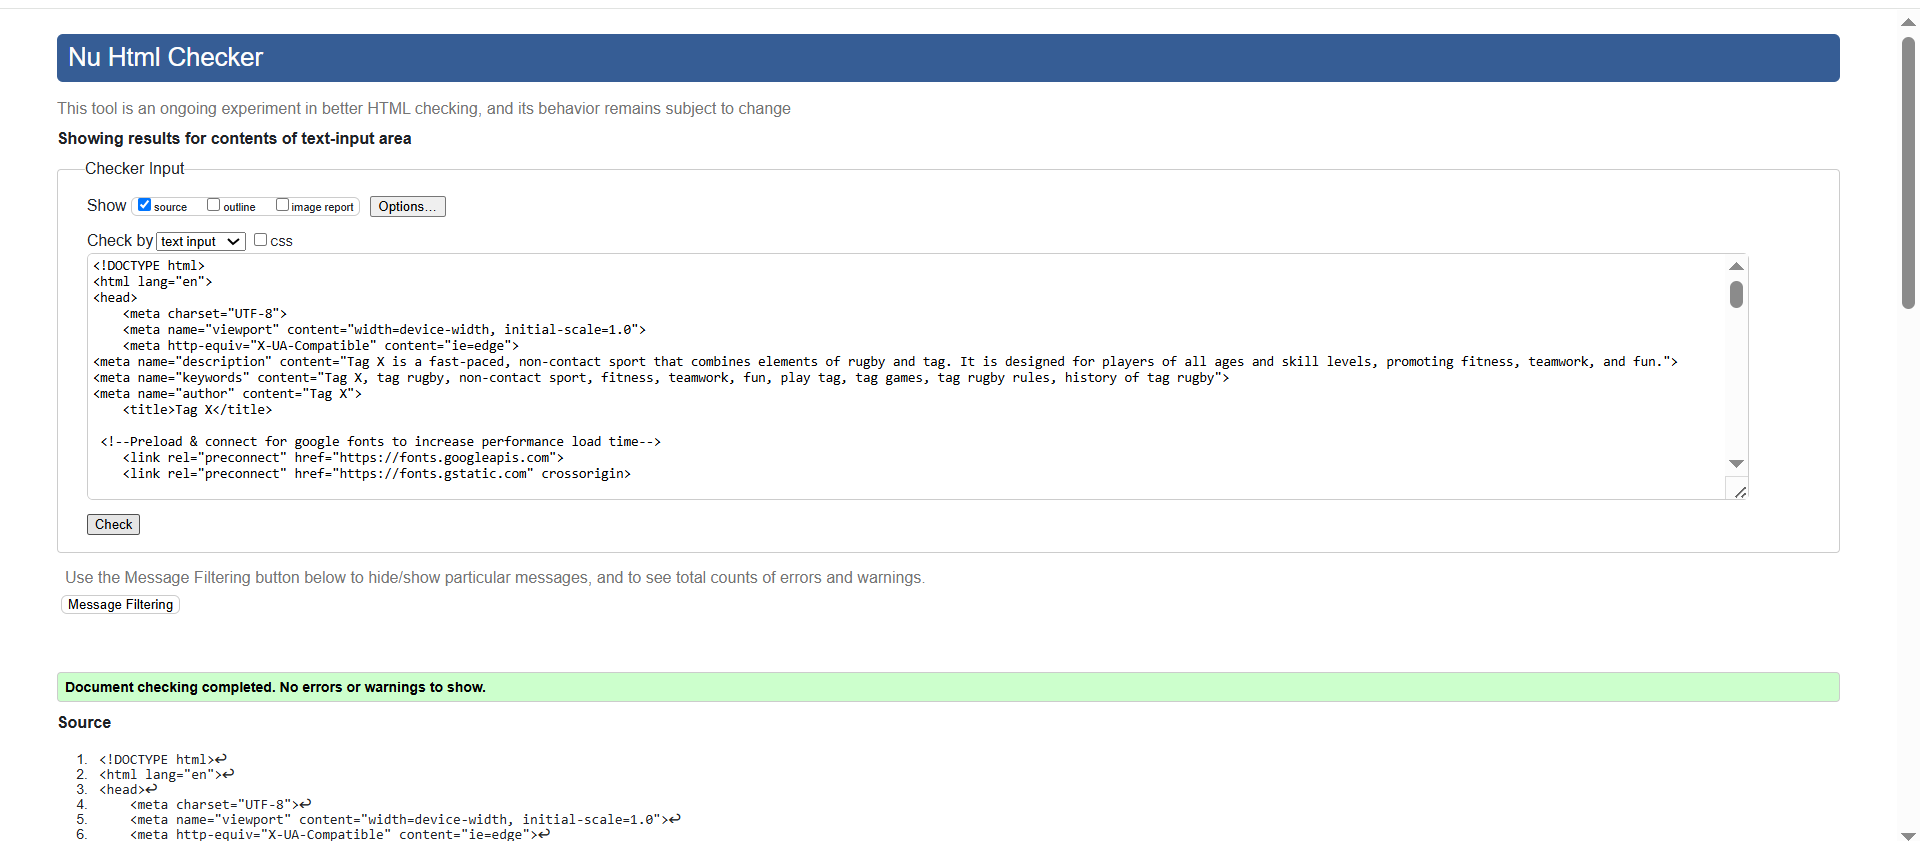 Nu Html Checker
This tool is an ongoing experiment in better HTML checking, and its behavior remains subject to change
Showing results for contents of text-input area
Checker Input
Show source outline image report Options...
Check by text input css
<!DOCTYPE html>
<html lang="en">
<head>
    <meta charset="UTF-8">
    <meta name="viewport" content="width=device-width, initial-scale=1.0">
    <meta http-equiv="X-UA-Compatible" content="ie=edge">
<meta name="description" content="Tag X is a fast-paced, non-contact sport that combines elements of rugby and tag. It is designed for players of all ages and skill levels, promoting fitness, teamwork, and fun.">
<meta name="keywords" content="Tag X, tag rugby, non-contact sport, fitness, teamwork, fun, play tag, tag games, tag rugby rules, history of tag rugby">
<meta name="author" content="Tag X">
    <title>Tag X</title>
 <!--Preload & connect for google fonts to increase performance load time-->
    <link rel="preconnect" href="https://fonts.googleapis.com">
    <link rel="preconnect" href="https://fonts.gstatic.com" crossorigin>
Check
Use the Message Filtering button below to hide/show particular messages, and to see total counts of errors and warnings.
Message Filtering
Document checking completed. No errors or warnings to show.
Source
1. <!DOCTYPE html>↩
2. <html lang="en">↩
3. <head>↩
4.     <meta charset="UTF-8">↩
5.     <meta name="viewport" content="width=device-width, initial-scale=1.0">↩
6.     <meta http-equiv="X-UA-Compatible" content="ie=edge">↩